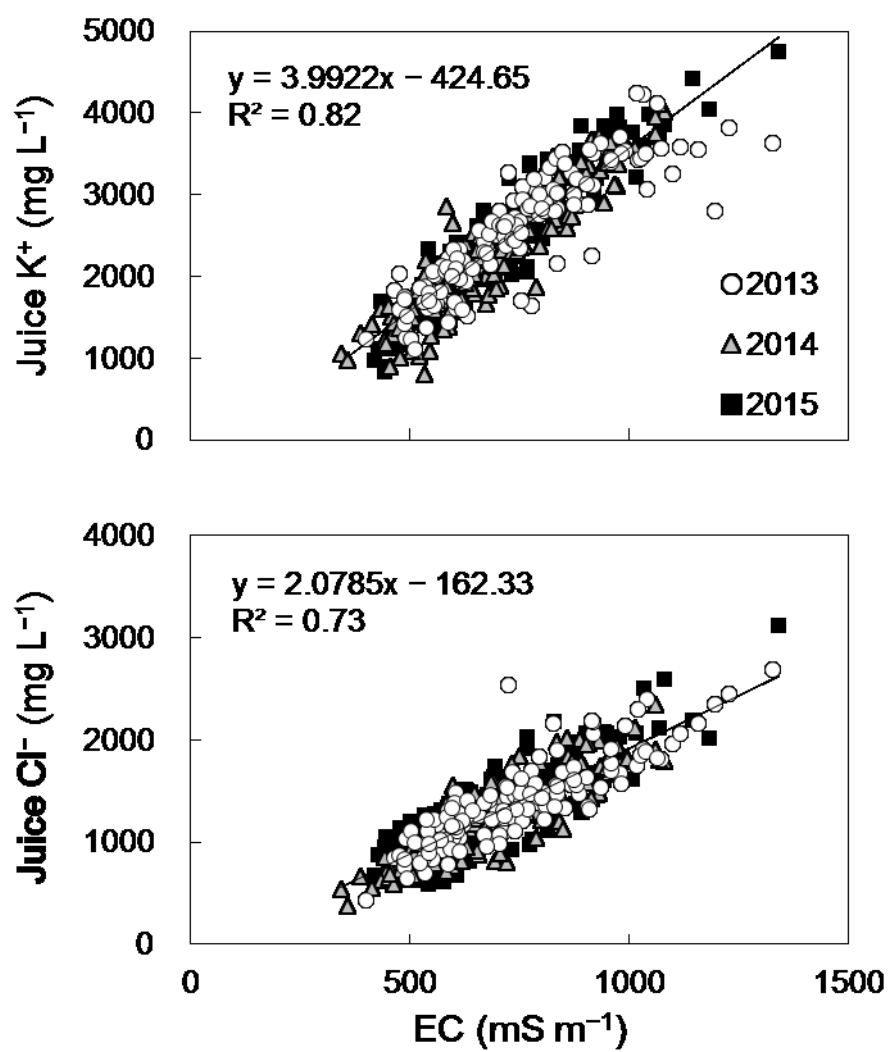 5000
4000
3000
2000
1000
0
Juice K⁺ (mg L⁻¹)
y = 3.9922x − 424.65
R² = 0.82
2013
2014
2015
4000
3000
2000
1000
0
Juice Cl⁻ (mg L⁻¹)
y = 2.0785x − 162.33
R² = 0.73
0 500 1000 1500
EC (mS m⁻¹)